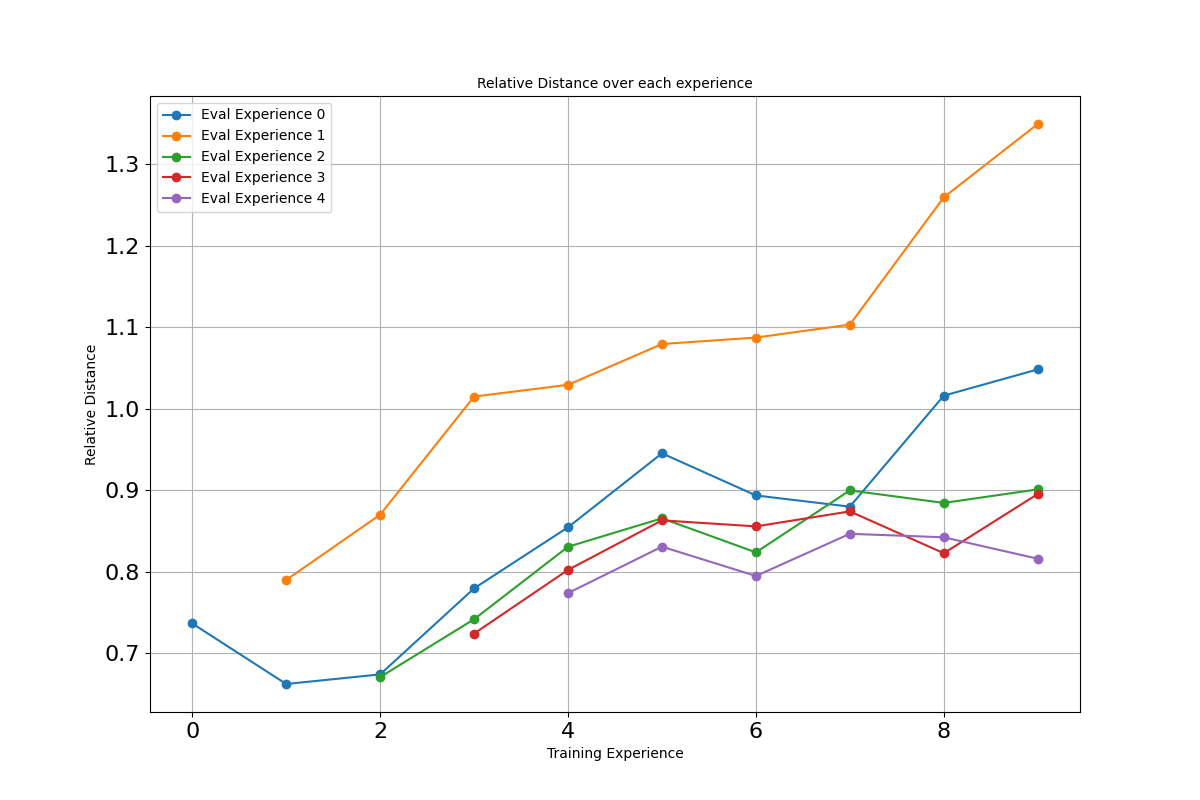 Relative Distance over each experience
Eval Experience 0
Eval Experience 1
Eval Experience 2
Eval Experience 3
Eval Experience 4
1.3
1.2
1.1
1.0
0.9
0.8
0.7
Relative Distance
0 2 4 6 8
Training Experience